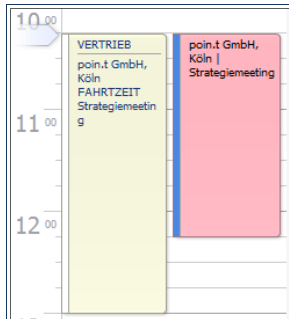 10 00
VERTRIEB
poin.t GmbH,
Köln
FAHRTZEIT
Strategiemeetin
g
poin.t GmbH,
Köln |
Strategiemeeting
11 00
12 00